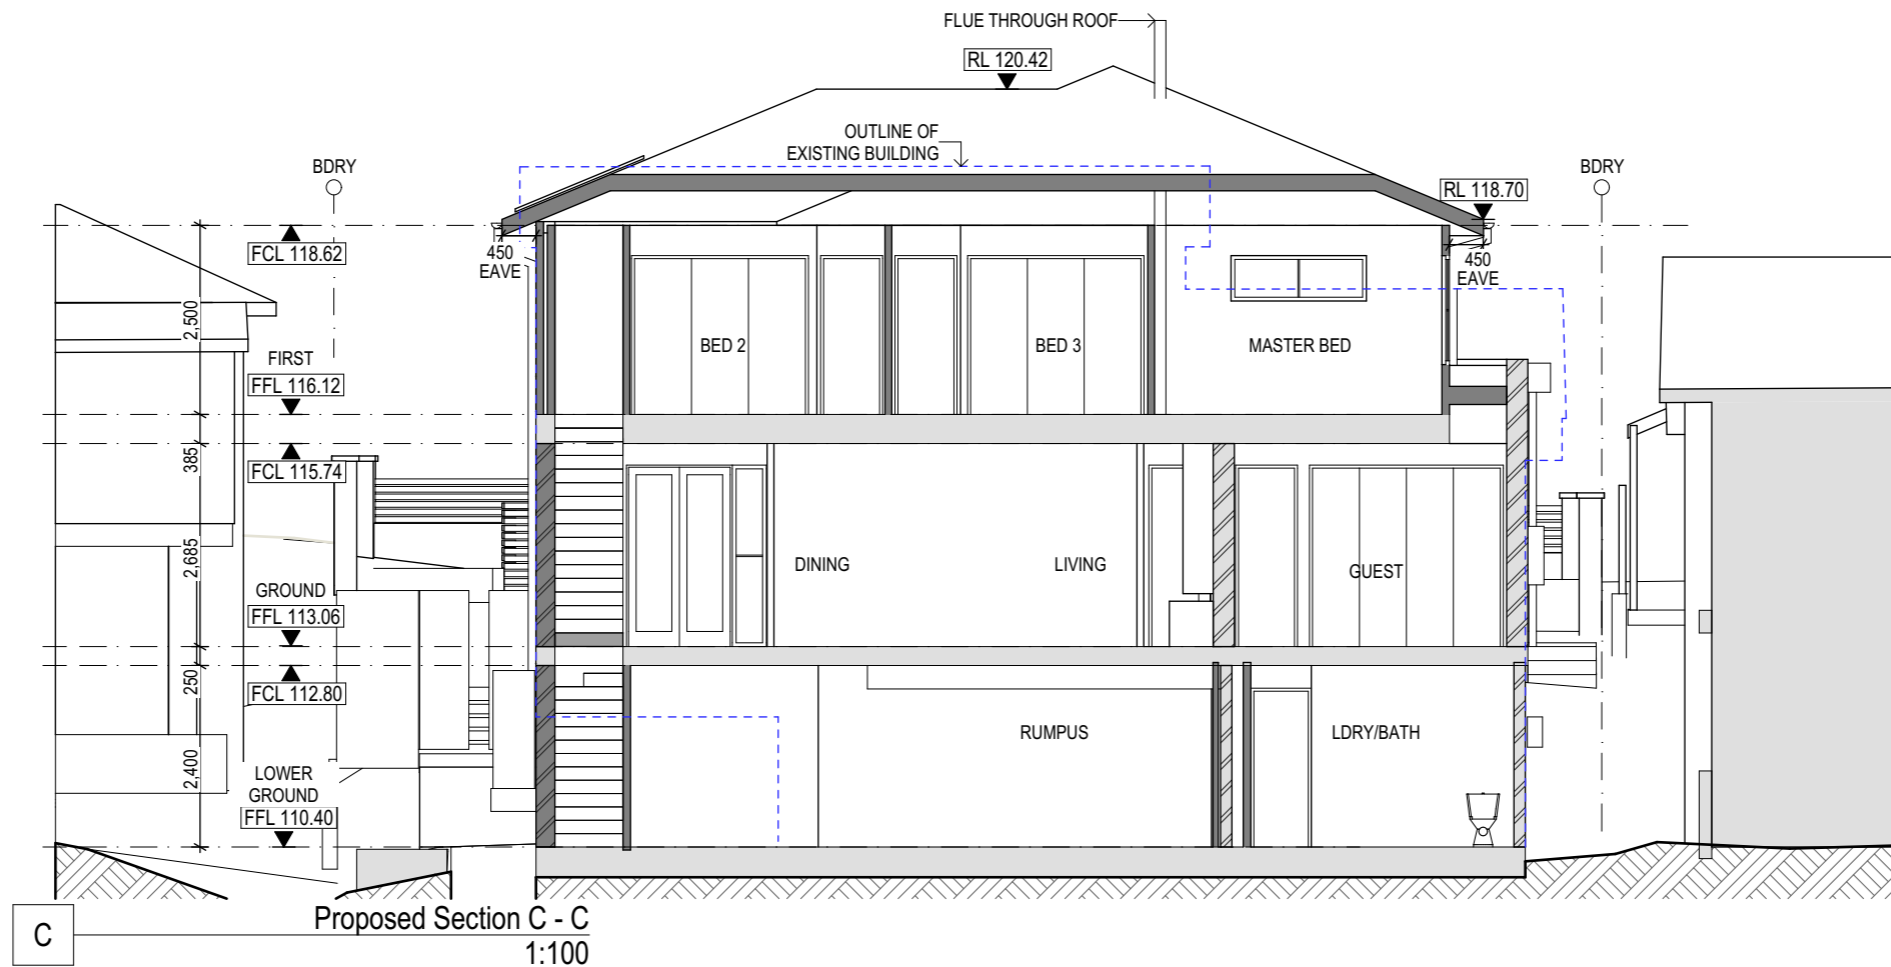 FLUE THROUGH ROOF
RL 120.42
OUTLINE OF
EXISTING BUILDING
BDRY
BDRY
RL 118.70
FCL 118.62
450
EAVE
450
EAVE
2,500
BED 2
BED 3
MASTER BED
FIRST
FFL 116.12
385
FCL 115.74
2,685
DINING
LIVING
GUEST
GROUND
FFL 113.06
250
FCL 112.80
RUMPUS
LDRY/BATH
2,400
LOWER
GROUND
FFL 110.40
C
Proposed Section C - C
1:100